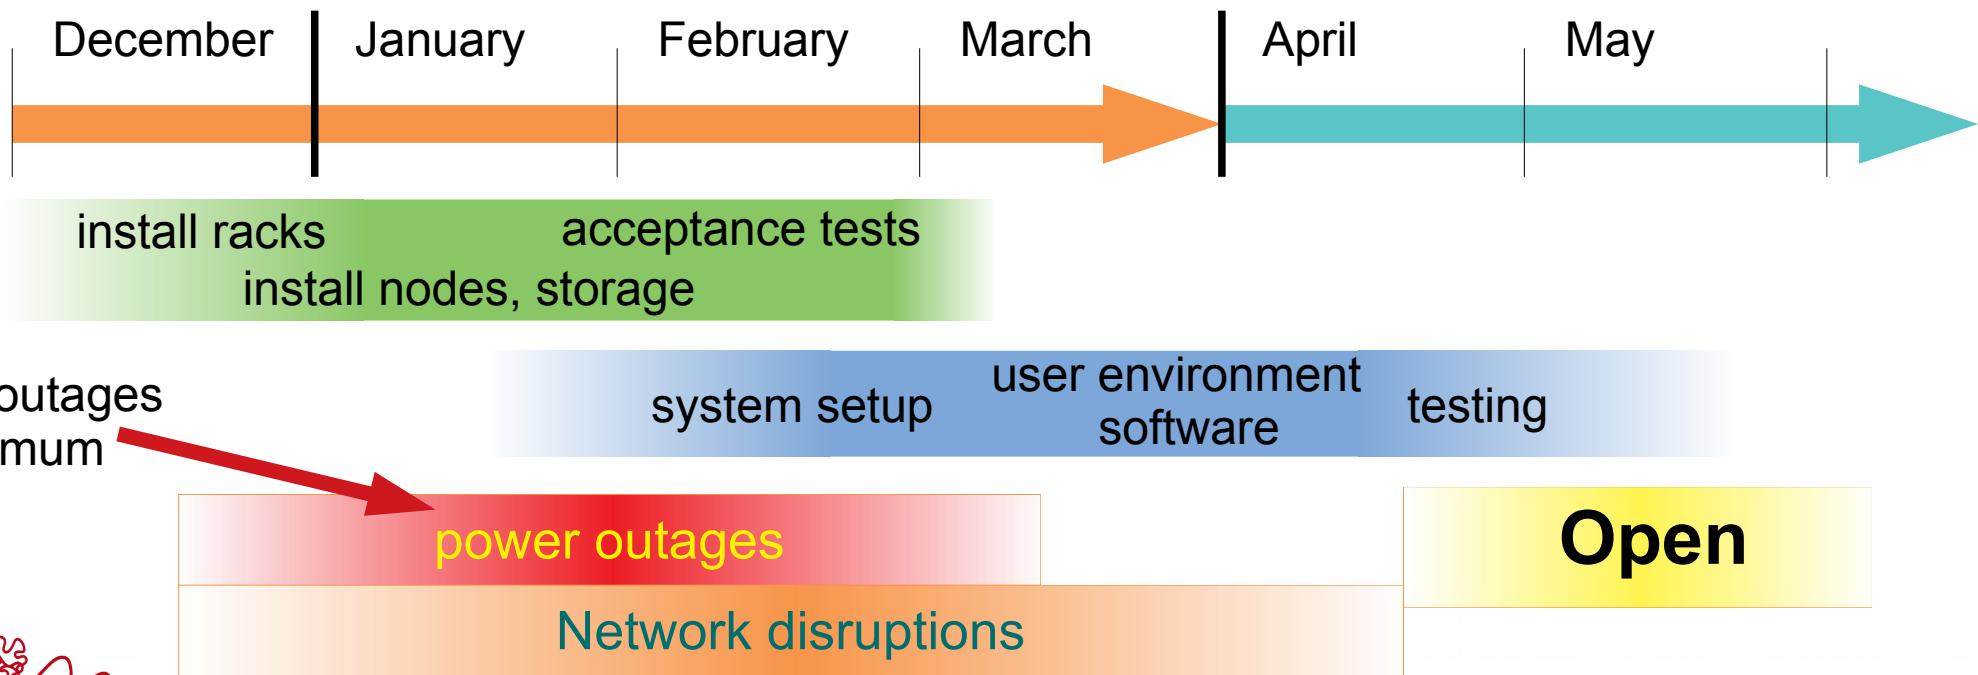 December January February March April May
install racks acceptance tests
install nodes, storage
outages
system setup user environment software testing
power outages
Open
Network disruptions